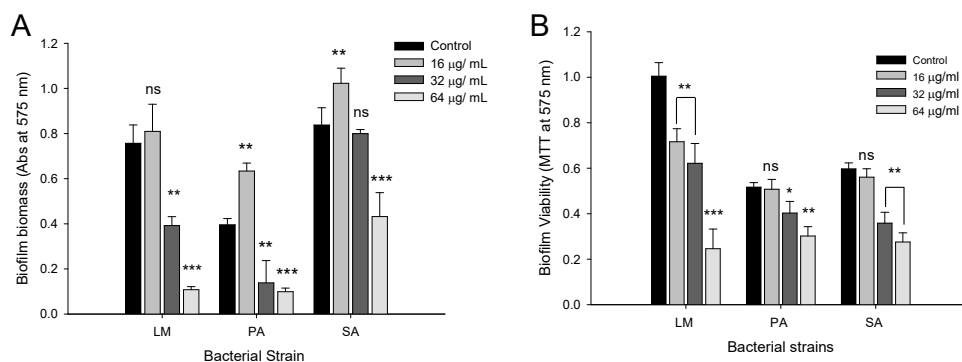 A
Biofilm biomass (Abs at 575 nm)
1.2
1.0
0.8
0.6
0.4
0.2
0.0
Control
16 μg/ mL
32 μg/ mL
64 μg/ mL
ns
**
***
**
**
***
**
ns
***
LM
PA
SA
Bacterial Strain
B
Biofilm Viability (MTT at 575 nm)
1.2
1.0
0.8
0.6
0.4
0.2
0.0
Control
16 μg/ml
32 μg/ml
64 μg/ml
**
***
ns
*
**
ns
**
LM
PA
SA
Bacterial strains